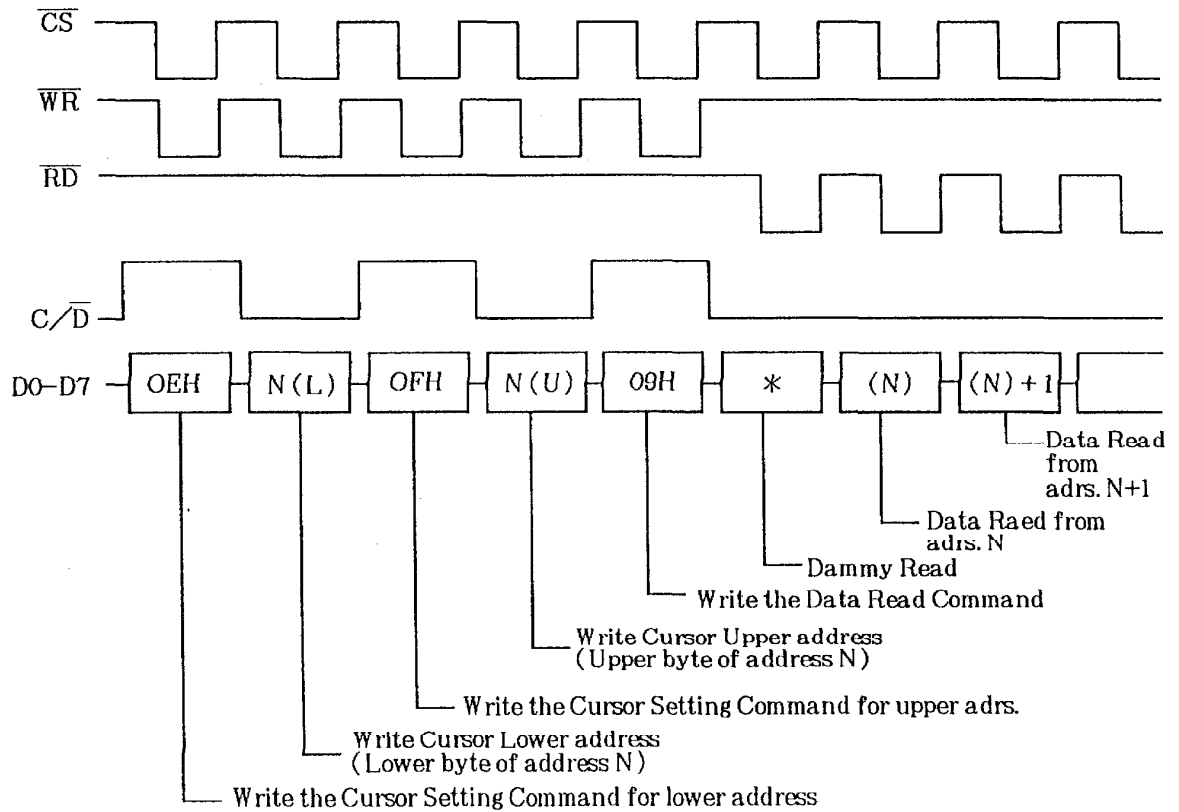 CS
WR
RD
C/D
D0-D7
OEH
N(L)
OFH
N(U)
09H
*
(N)
(N)+1
Data Read
from
adrs. N+1
Data Raed from
adrs. N
Dammy Read
Write the Data Read Command
Write Cursor Upper address
(Upper byte of address N)
Write the Cursor Setting Command for upper adrs.
Write Cursor Lower address
(Lower byte of address N)
Write the Cursor Setting Command for lower address